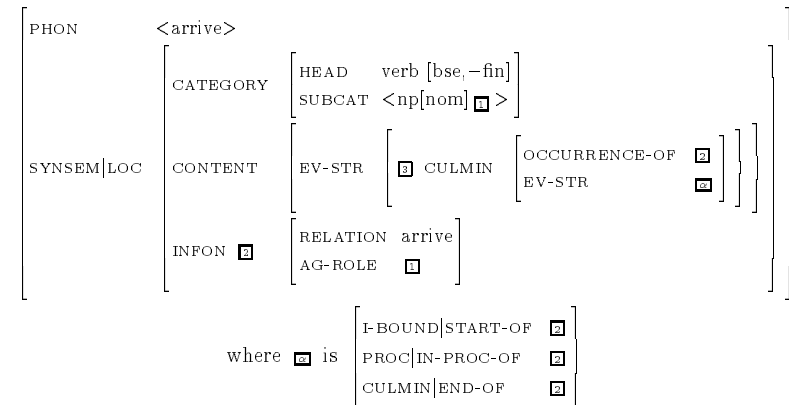 PHON <arrive>
CATEGORY HEAD verb [bse,−fin]
SUBCAT <np[nom] 1 >
SYNSEM|LOC CONTENT EV-STR 3 CULMIN OCCURRENCE-OF 2
EV-STR α
INFON 2 RELATION arrive
AG-ROLE 1
where α is I-BOUND|START-OF 2
PROC|IN-PROC-OF 2
CULMIN|END-OF 2